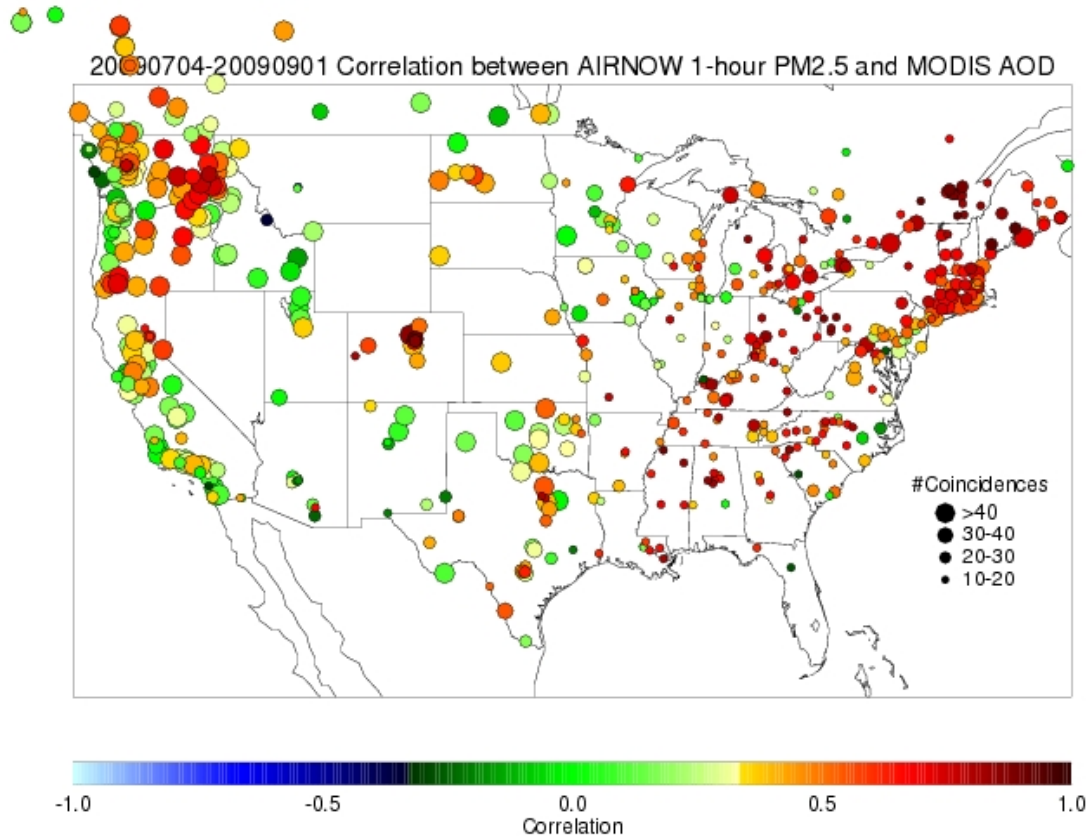 20090704-20090901 Correlation between AIRNOW 1-hour PM2.5 and MODIS AOD
#Coincidences
>40
30-40
20-30
10-20
-1.0 -0.5 0.0 0.5 1.0
Correlation